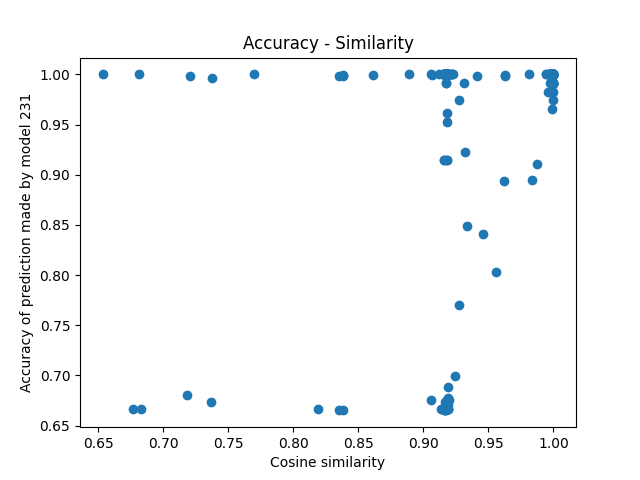 Accuracy - Similarity
Accuracy of prediction made by model 231
1.00
0.95
0.90
0.85
0.80
0.75
0.70
0.65
0.65 0.70 0.75 0.80 0.85 0.90 0.95 1.00
Cosine similarity